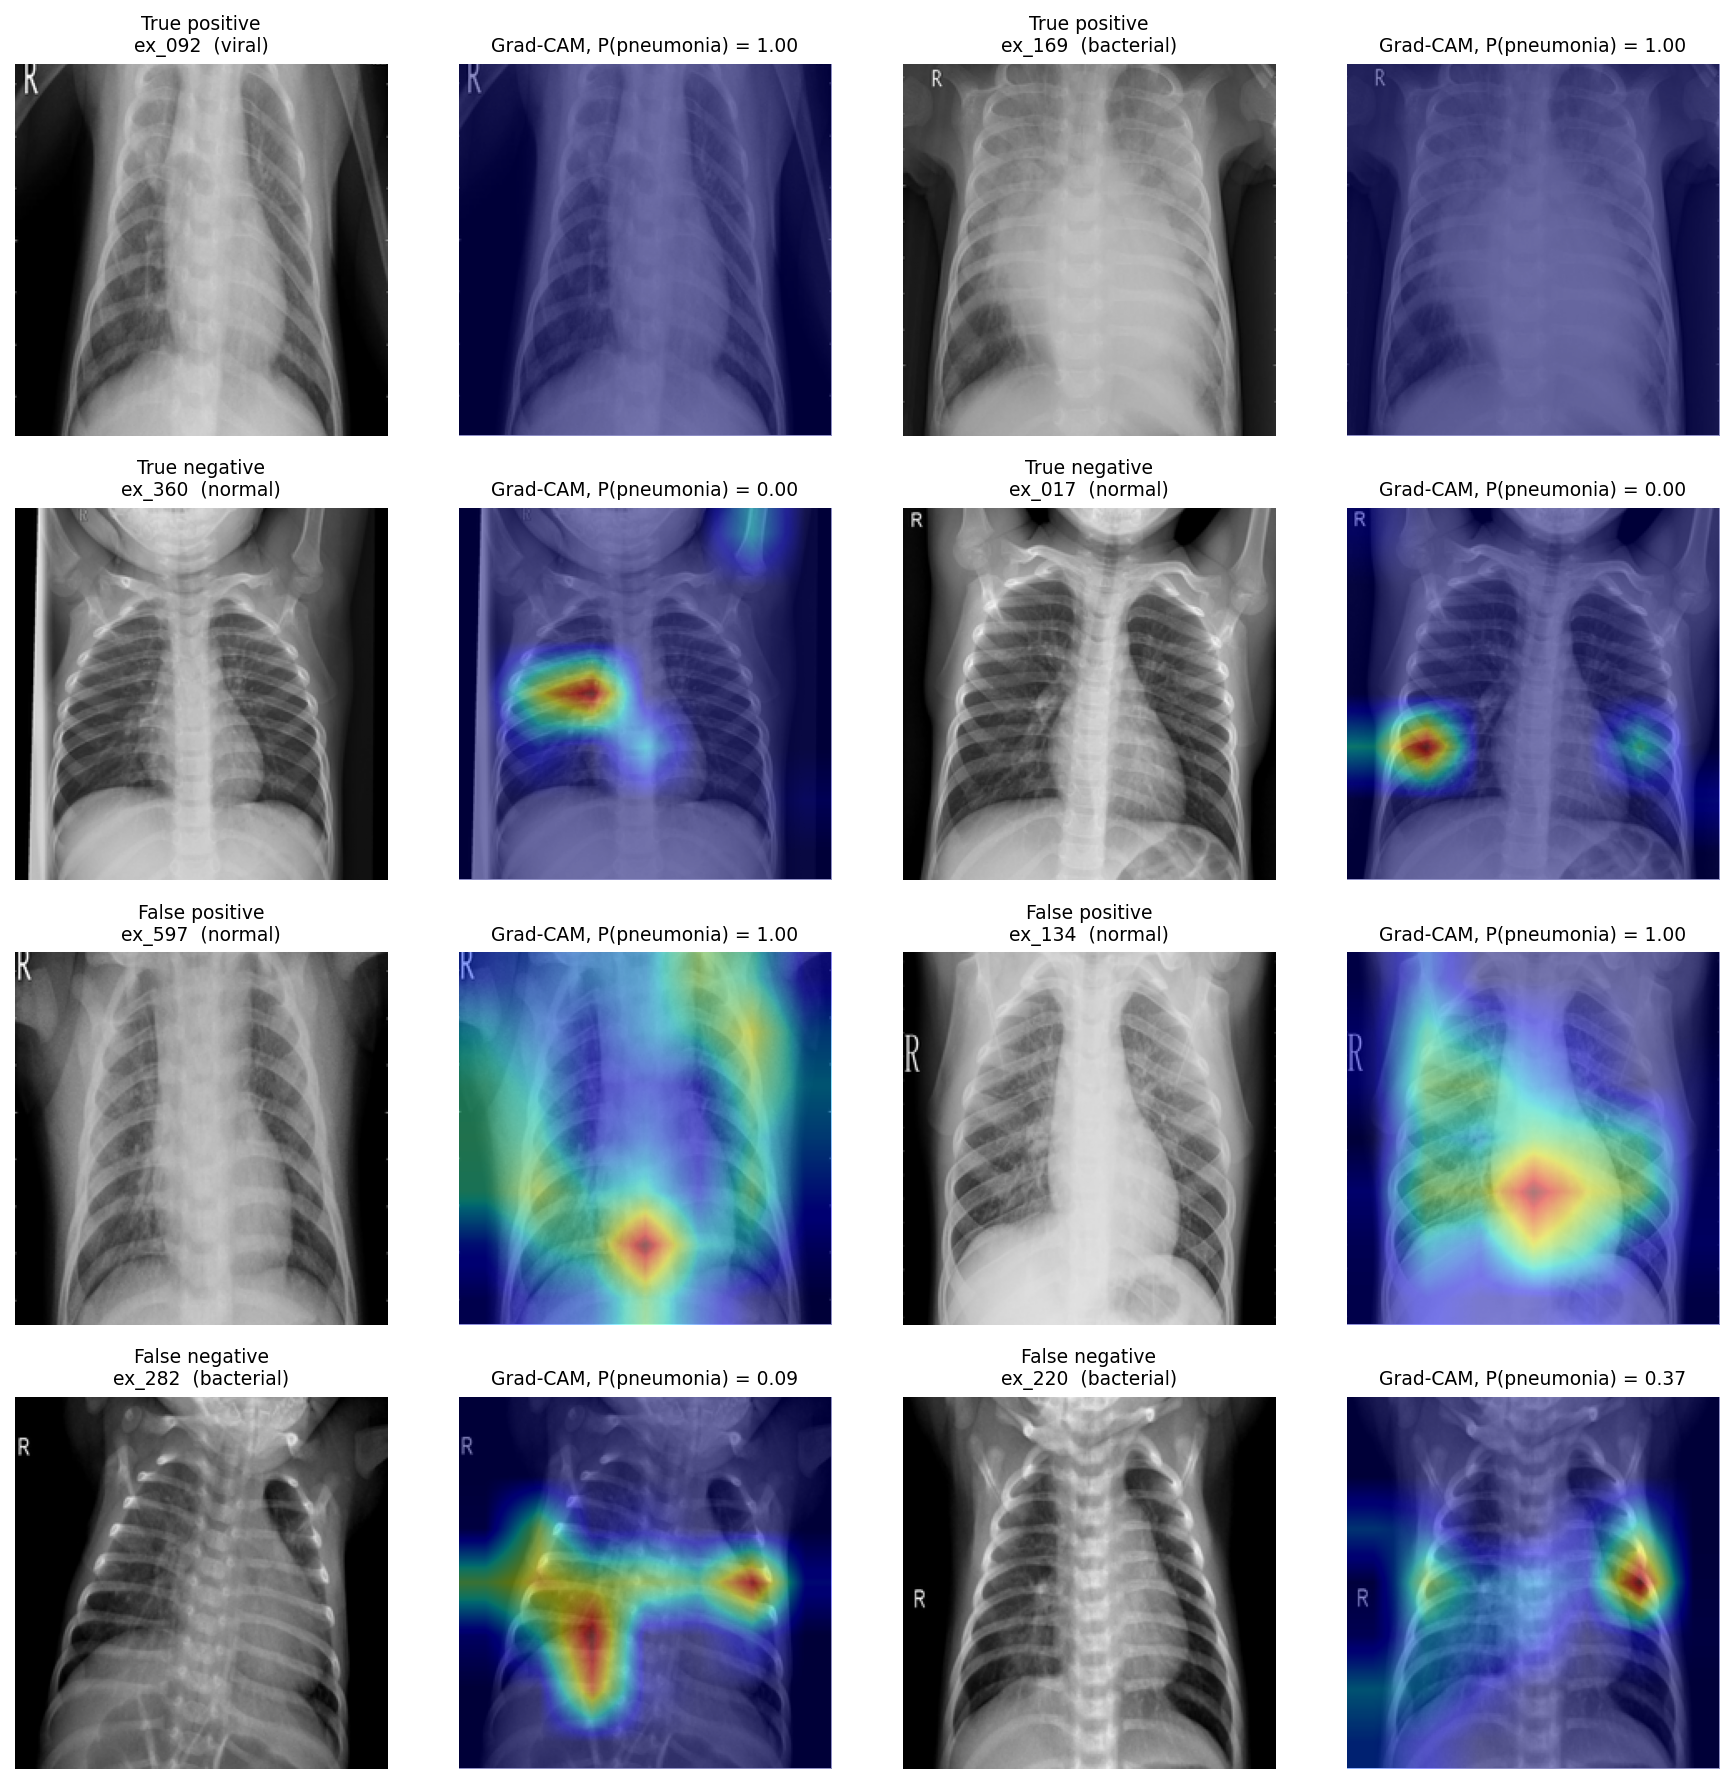 True positive
ex_092 (viral)
Grad-CAM, P(pneumonia) = 1.00
True positive
ex_169 (bacterial)
Grad-CAM, P(pneumonia) = 1.00
R
R
R
R
True negative
ex_360 (normal)
Grad-CAM, P(pneumonia) = 0.00
True negative
ex_017 (normal)
Grad-CAM, P(pneumonia) = 0.00
R
R
R
R
False positive
ex_597 (normal)
Grad-CAM, P(pneumonia) = 1.00
False positive
ex_134 (normal)
Grad-CAM, P(pneumonia) = 1.00
R
R
R
R
False negative
ex_282 (bacterial)
Grad-CAM, P(pneumonia) = 0.09
False negative
ex_220 (bacterial)
Grad-CAM, P(pneumonia) = 0.37
R
R
R
R